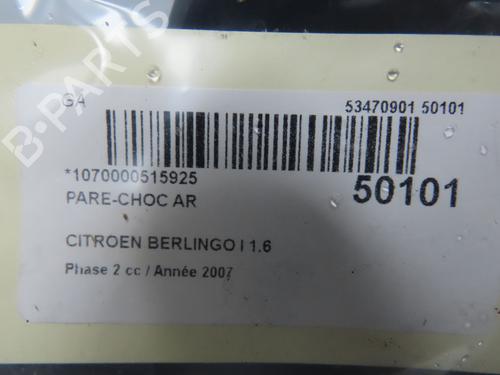 GA
53470901 50101
*1070000515925
50101
PARE-CHOC AR
CITROEN BERLINGO I 1.6
Phase 2 cc / Année 2007
B-PARTS